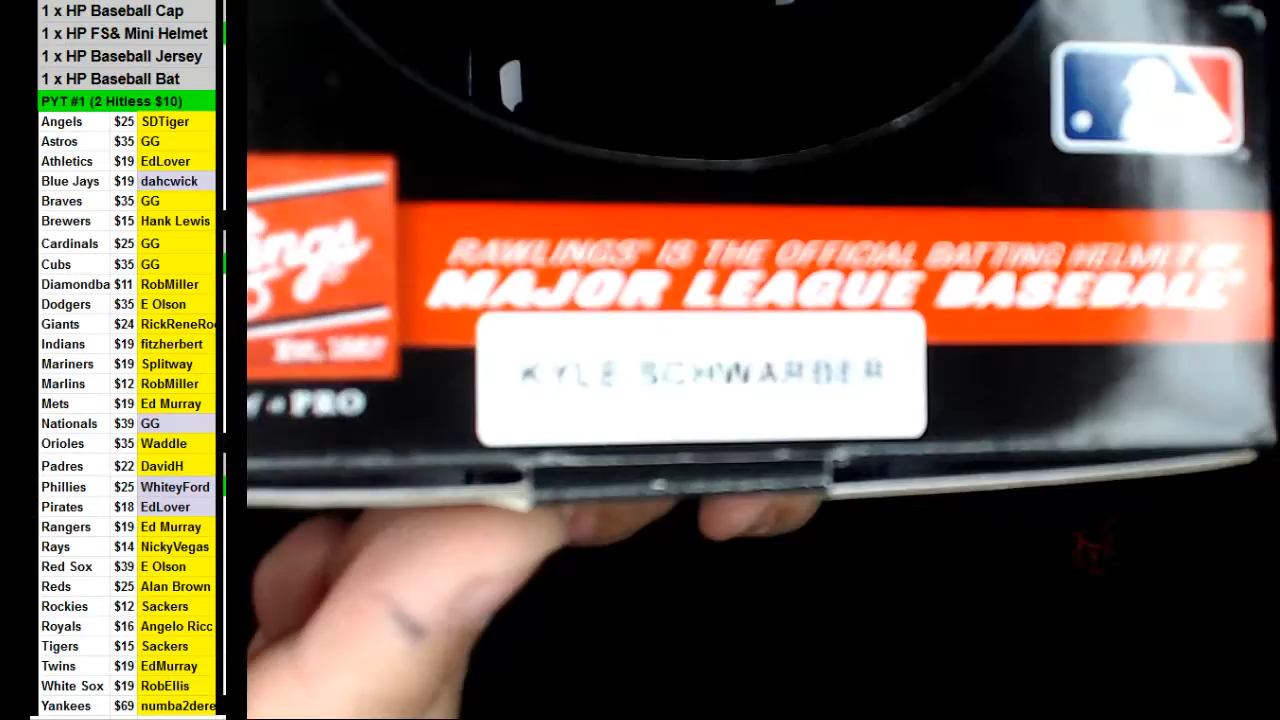 1 x HP Baseball Cap
1 x HP FS& Mini Helmet
1 x HP Baseball Jersey
1 x HP Baseball Bat
PYT #1 (2 Hitless $10)
Angels $25 SDTiger
Astros $35 GG
Athletics $19 EdLover
Blue Jays $19 dahcwick
Braves $35 GG
Brewers $15 Hank Lewis
Cardinals $25 GG
Cubs $35 GG
Diamondba $11 RobMiller
Dodgers $35 E Olson
Giants $24 RickReneRo
Indians $19 fitzherbert
Mariners $19 Splitway
Marlins $12 RobMiller
Mets $19 Ed Murray
Nationals $39 GG
Orioles $35 Waddle
Padres $22 DavidH
Phillies $25 WhiteyFord
Pirates $18 EdLover
Rangers $19 Ed Murray
Rays $14 NickyVegas
Red Sox $39 E Olson
Reds $25 Alan Brown
Rockies $12 Sackers
Royals $16 Angelo Ricc
Tigers $15 Sackers
Twins $19 EdMurray
White Sox $19 RobEllis
Yankees $69 numba2dere
RAWLINGS® IS THE OFFICIAL BATTING HELMET OF
MAJOR LEAGUE BASEBALL®
KYLE SCHWARBER
• PRO